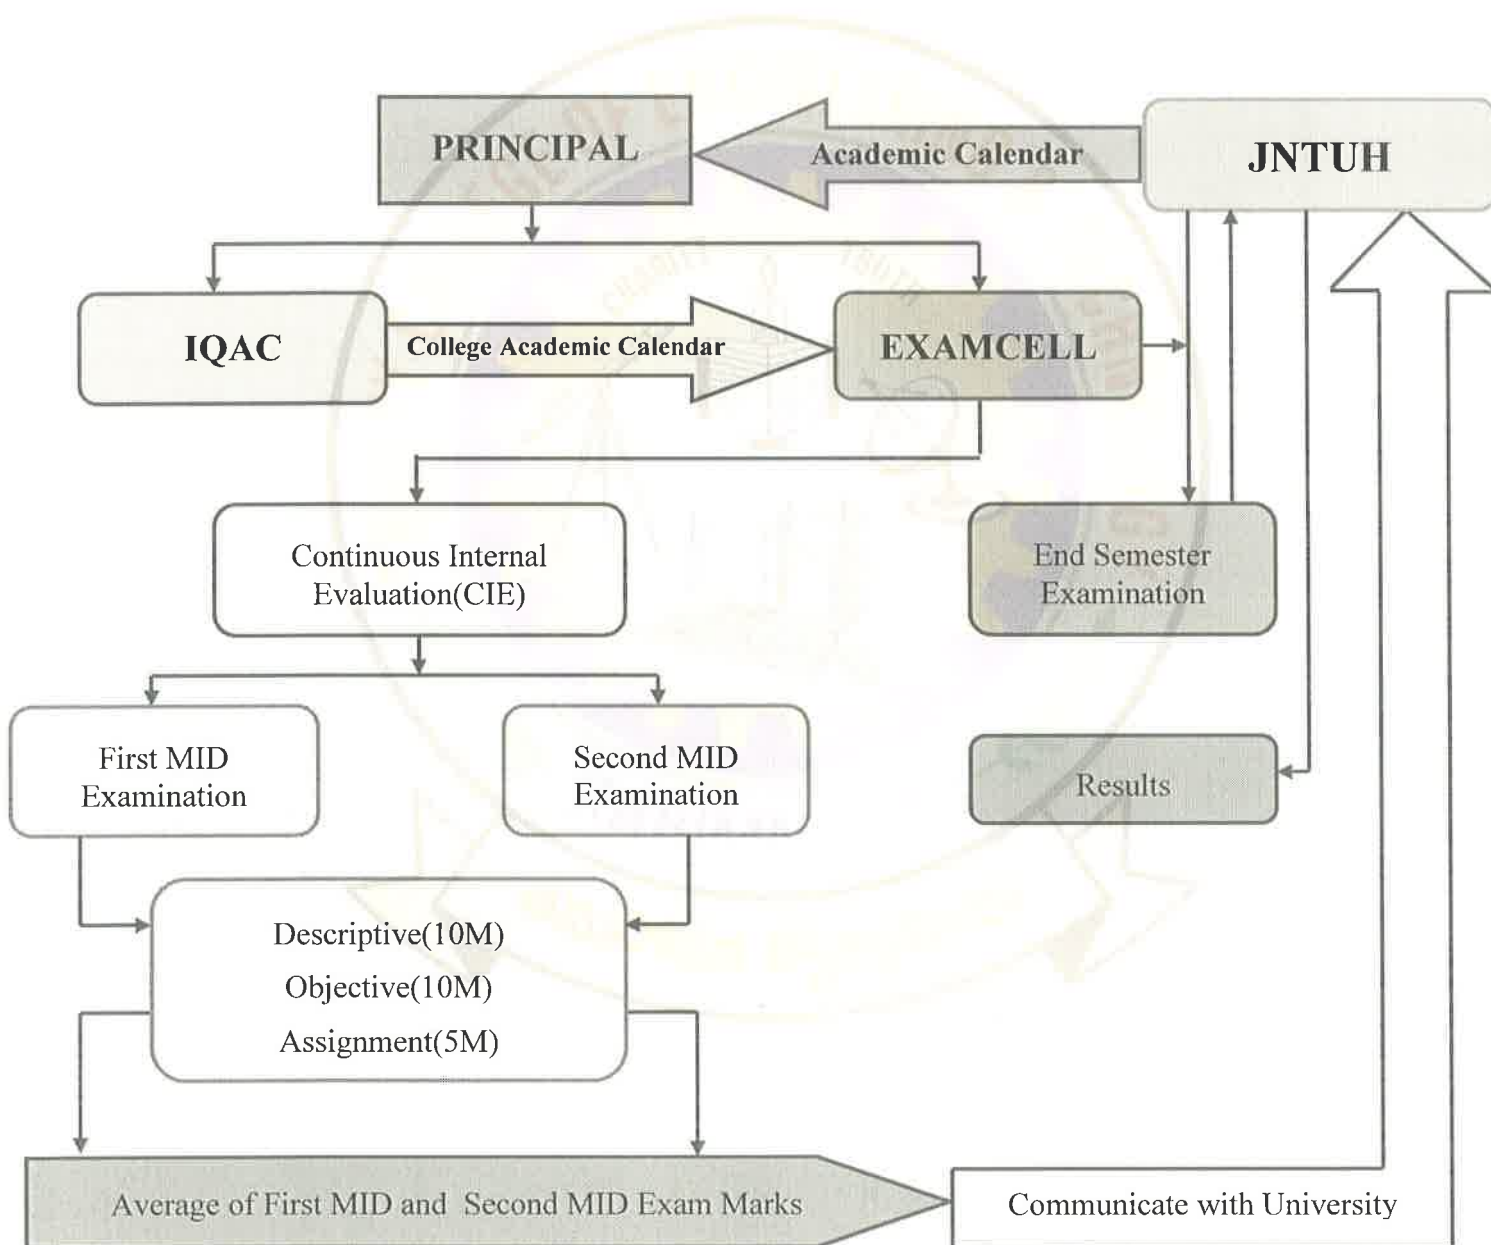 PRINCIPAL
Academic Calendar
JNTUH
IQAC
College Academic Calendar
EXAMCELL
CHARITY
TRUTH
Continuous Internal
Evaluation(CIE)
End Semester
Examination
First MID
Examination
Second MID
Examination
Results
Descriptive(10M)
Objective(10M)
Assignment(5M)
Average of First MID and Second MID Exam Marks
Communicate with University